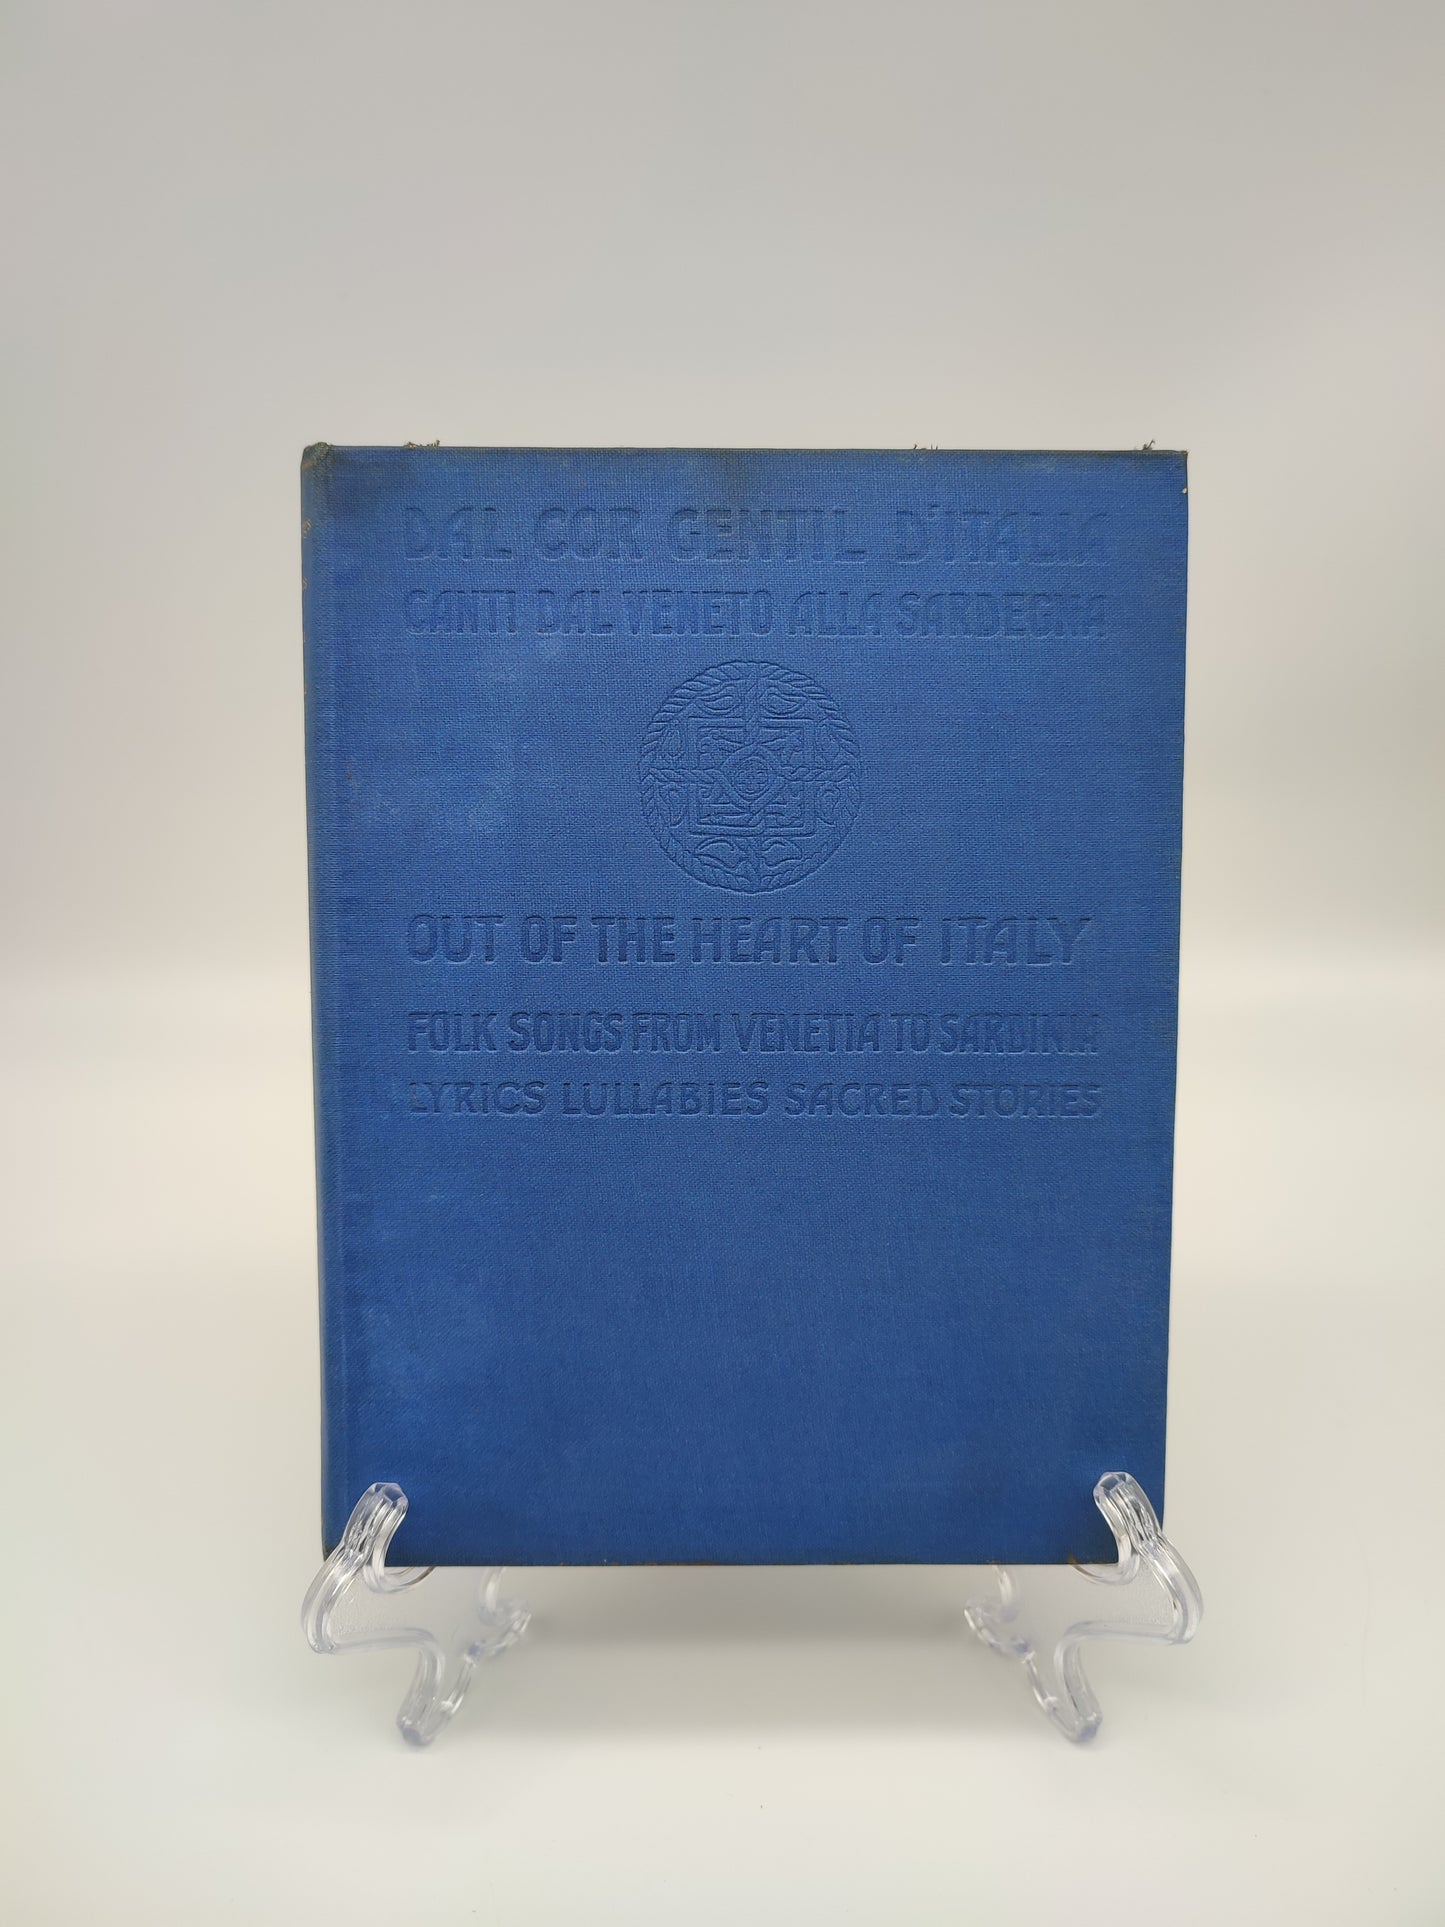 DAL COR GENTIL D'ITALIA
CANTI DAL VENETO ALLA SARDEGNA
OUT OF THE HEART OF ITALY
FOLK SONGS FROM VENETIA TO SARDINIA
LYRICS LULLABIES SACRED STORIES